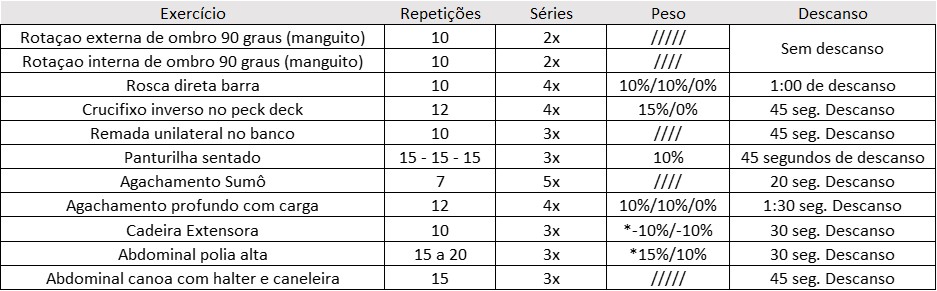 Exercício Repetições Séries Peso Descanso
Rotaçao externa de ombro 90 graus (manguito) 10 2x ///// Sem descanso
Rotaçao interna de ombro 90 graus (manguito) 10 2x ////
Rosca direta barra 10 4x 10%/10%/0% 1:00 de descanso
Crucifixo inverso no peck deck 12 4x 15%/0% 45 seg. Descanso
Remada unilateral no banco 10 3x //// 45 seg. Descanso
Panturilha sentado 15 - 15 - 15 3x 10% 45 segundos de descanso
Agachamento Sumô 7 5x //// 20 seg. Descanso
Agachamento profundo com carga 12 4x 10%/10%/0% 1:30 seg. Descanso
Cadeira Extensora 10 3x *-10%/-10% 30 seg. Descanso
Abdominal polia alta 15 a 20 3x *15%/10% 30 seg. Descanso
Abdominal canoa com halter e caneleira 15 3x ///// 45 seg. Descanso